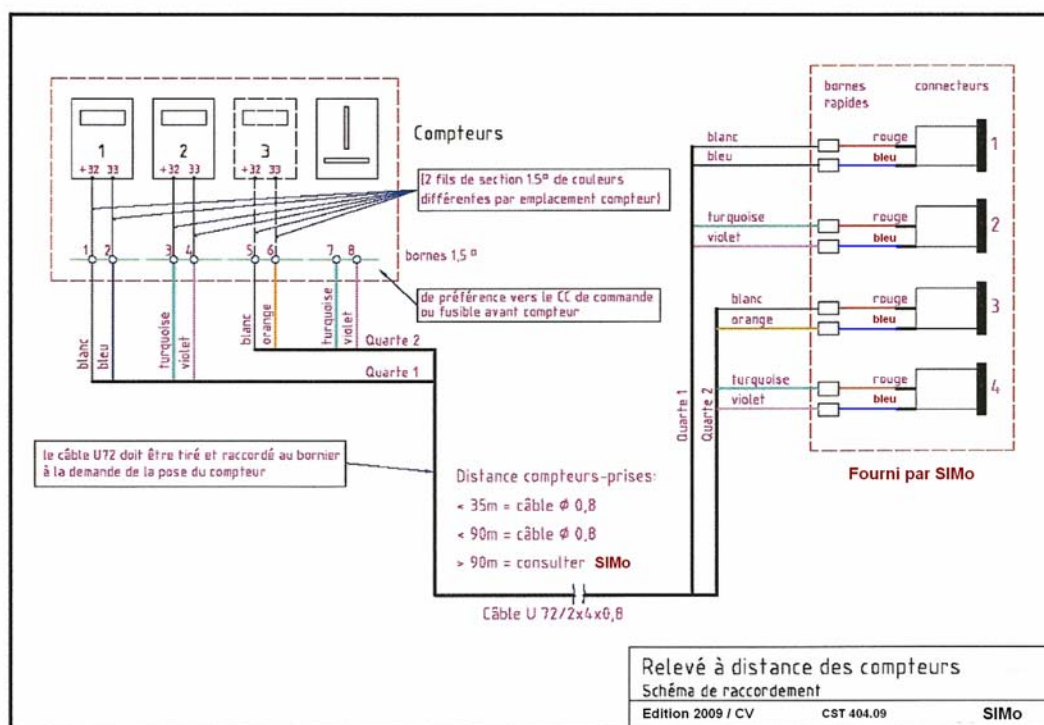 1
2
3
+32 33
+32 33
+32 33
Compteurs
(2 fils de section 1.5¤ de couleurs
différentes par emplacement compteur)
1 2 3 4 5 6 7 8
bornes 1,5 ¤
de préférence vers le CC de commande
ou fusible avant compteur
blanc
bleu
turquoise
violet
blanc
orange
turquoise
violet
Quarte 2
Quarte 1
le câble U72 doit être tiré et raccordé au bornier
à la demande de la pose du compteur
Distance compteurs-prises:
< 35m = câble ϕ 0,8
< 90m = câble ϕ 0,8
> 90m = consulter SIMo
Câble U 72/2x4x0,8
Quarte 1
Quarte 2
bornes
rapides
connecteurs
blanc
bleu
rouge
bleu
1
turquoise
violet
rouge
bleu
2
blanc
orange
rouge
bleu
3
turquoise
violet
rouge
bleu
4
Fourni par SIMo
Relevé à distance des compteurs
Schéma de raccordement
Edition 2009 / CV CST 404.09 SIMo